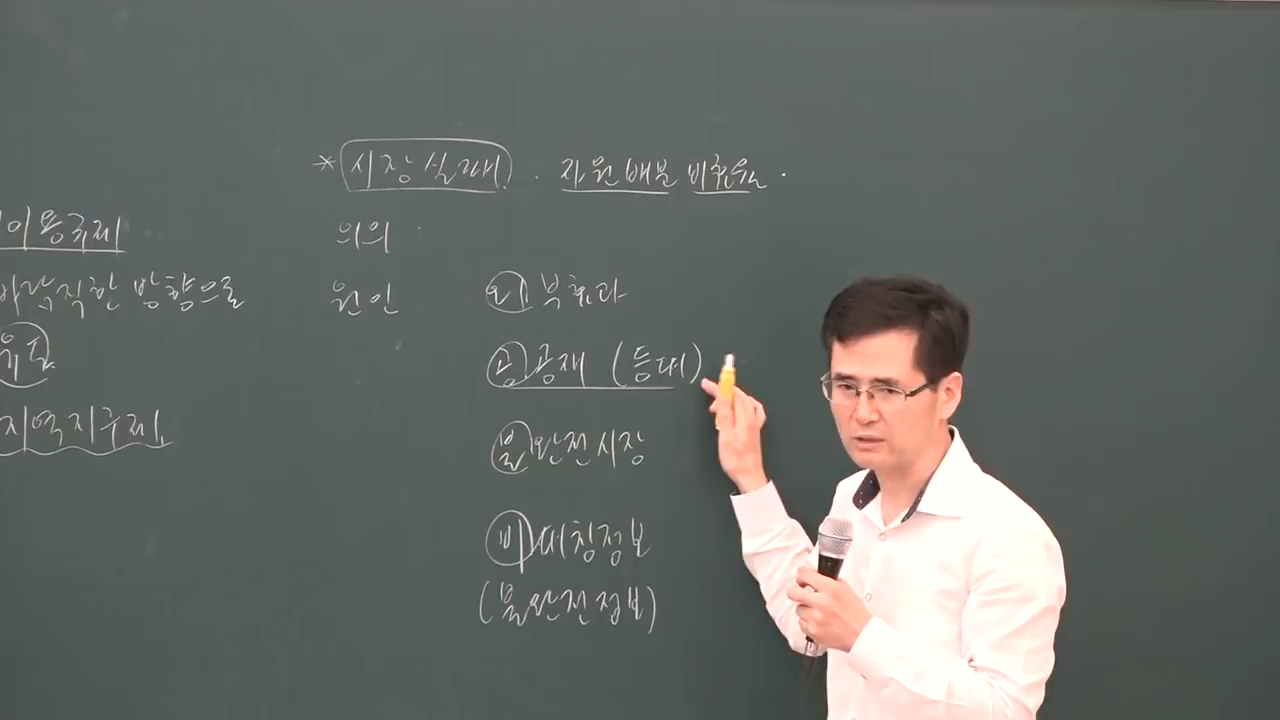 이용규제
바람직한 방향으로
유도
지역지구제
* 시장실패 . 자원배분 비효율 .
의의 :
원인
외부효과
공공재 (등대)
불완전시장
비대칭정보
(불완전정보)